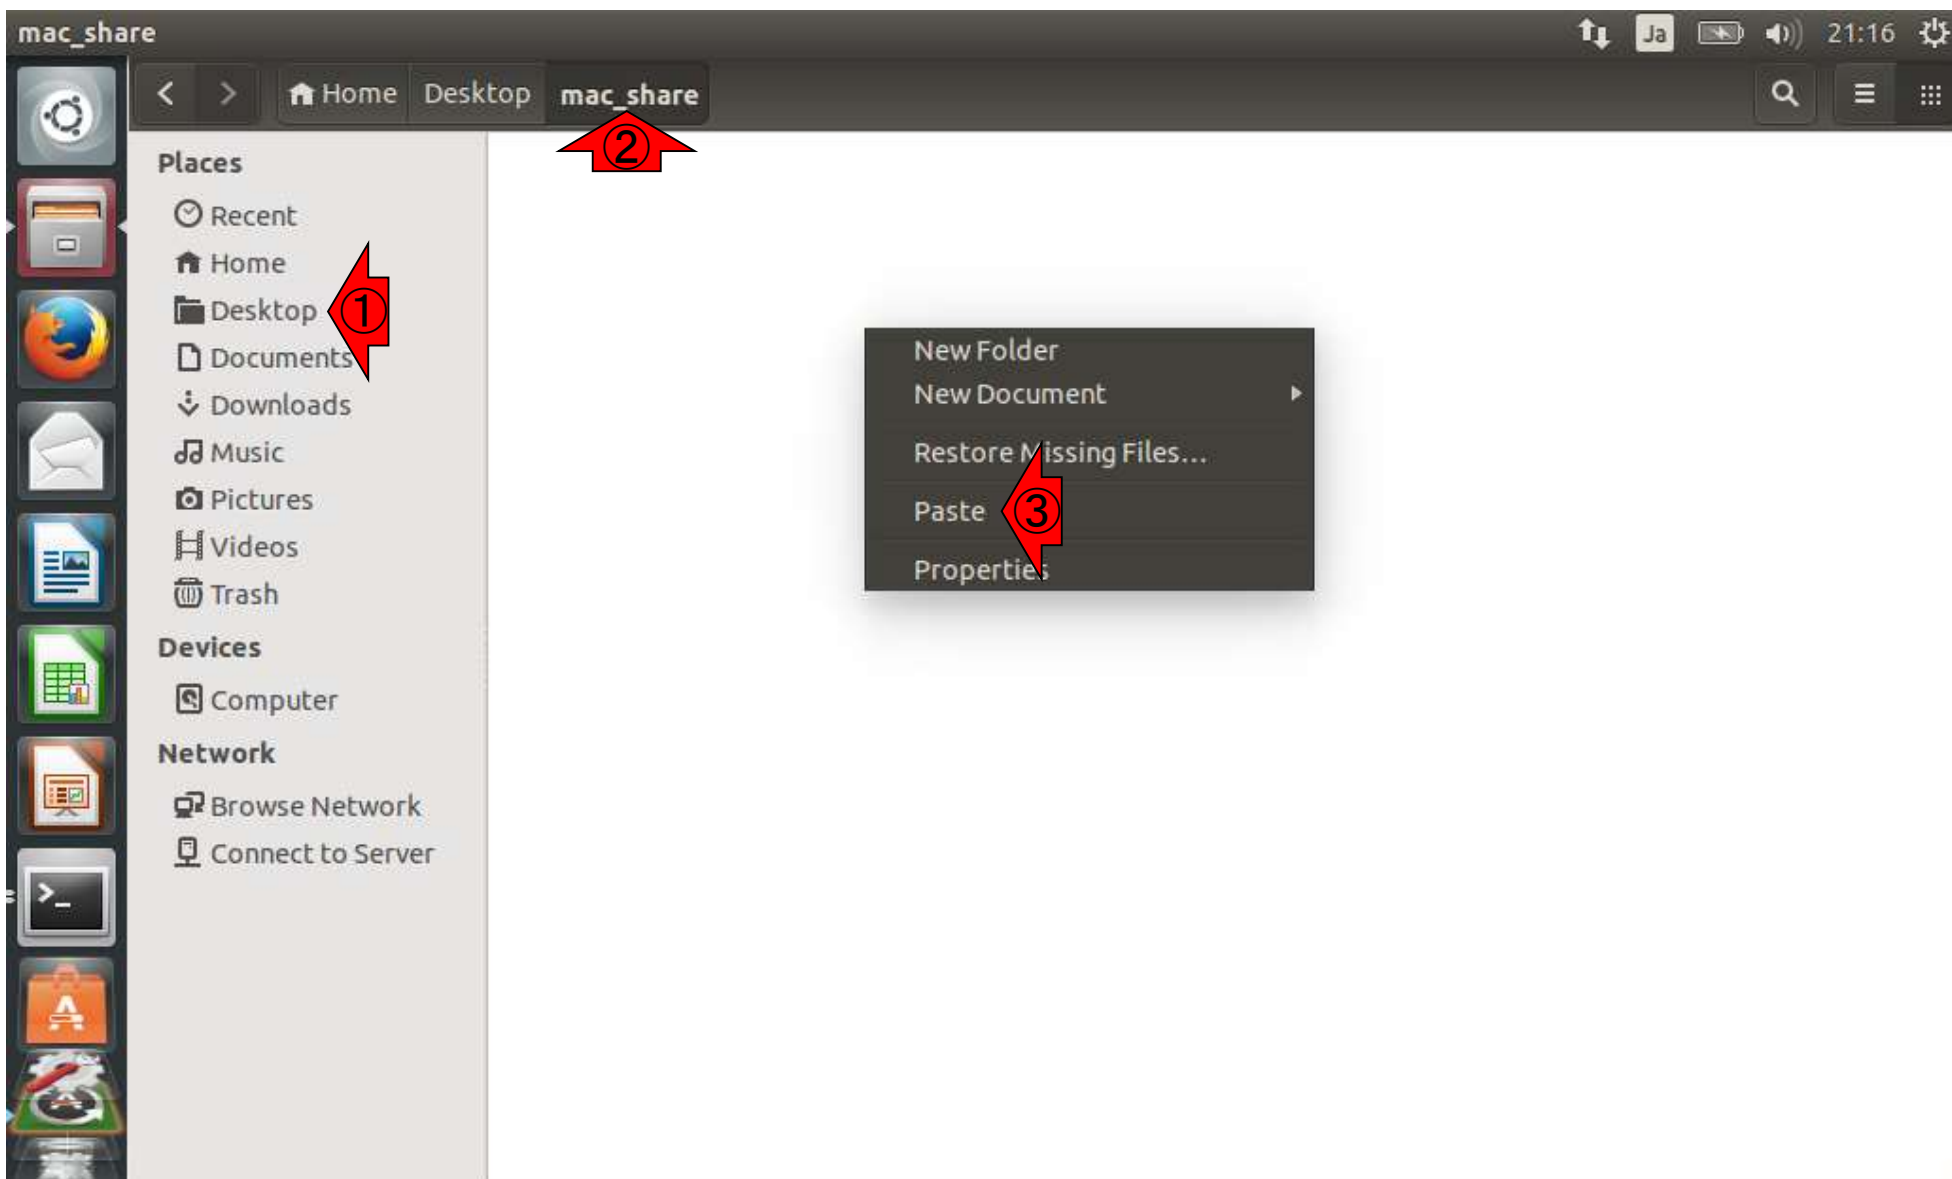 mac_share
Ja
21:16
Home
Desktop
mac_share
②
Places
Recent
Home
Desktop
①
Documents
Downloads
Music
Pictures
Videos
Trash
Devices
Computer
Network
Browse Network
Connect to Server
New Folder
New Document
Restore Missing Files...
Paste
③
Properties